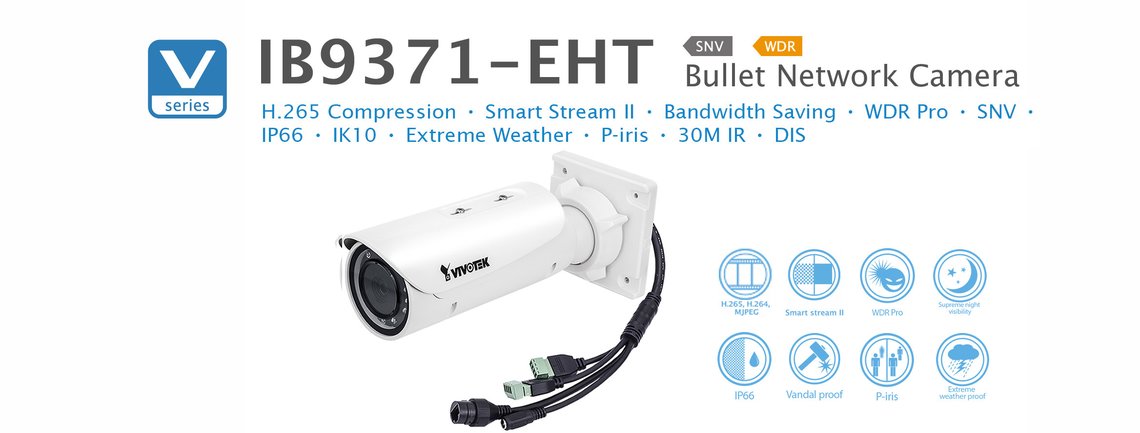 V
series
IB9371-EHT
SNV
WDR
Bullet Network Camera
H.265 Compression · Smart Stream II · Bandwidth Saving · WDR Pro · SNV ·
IP66 · IK10 · Extreme Weather · P-iris · 30M IR · DIS
VIVOTEK
H.265, H.264,
MJPEG
Smart stream II
WDR Pro
Supreme night
visibility
IP66
Vandal proof
P-iris
Extreme
weather proof